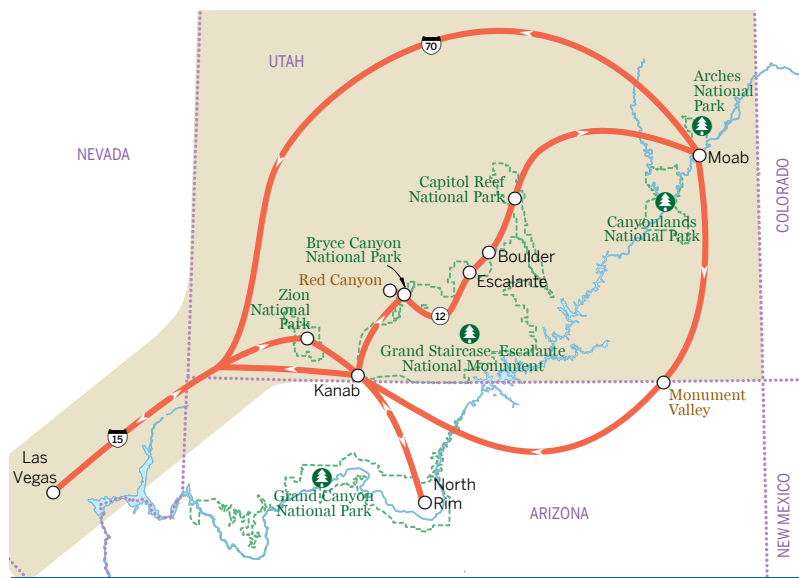 70
UTAH
Arches
National
Park
NEVADA
Moab
COLORADO
Capitol Reef
National Park
Canyonlands
National Park
Bryce Canyon
National Park
Boulder
Red Canyon
Escalante
Zion
National
Park
12
Grand Staircase-Escalante
National Monument
Kanab
Monument
Valley
15
Las
Vegas
North
Rim
Grand Canyon
National Park
ARIZONA
NEW MEXICO